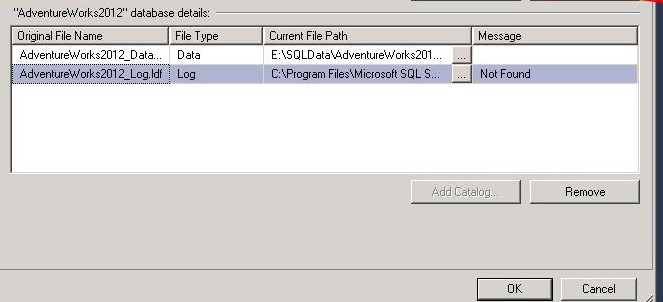 "AdventureWorks2012" database details:
Original File Name File Type Current File Path Message
AdventureWorks2012_Data... Data E:\SQLData\AdventureWorks201... ...
AdventureWorks2012_Log.ldf Log C:\Program Files\Microsoft SQL S... ... Not Found
Add Catalog... Remove
OK Cancel